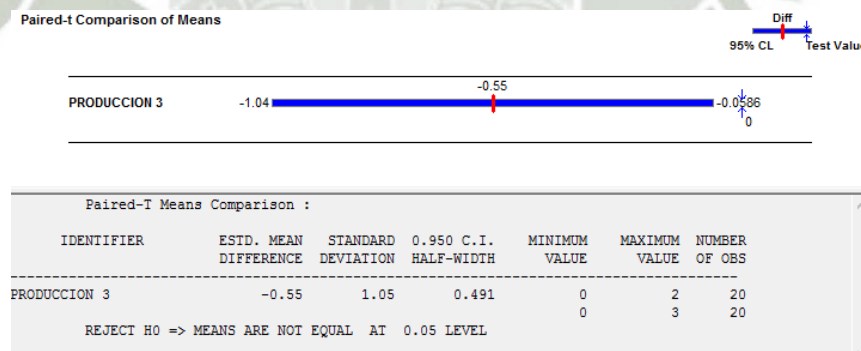 Paired-t Comparison of Means
Diff
95% CL Test Value
-0.55
PRODUCCION 3 -1.04 -0.0586
0
Paired-T Means Comparison :
IDENTIFIER ESTD. MEAN STANDARD 0.950 C.I. MINIMUM MAXIMUM NUMBER
DIFFERENCE DEVIATION HALF-WIDTH VALUE VALUE OF OBS
PRODUCCION 3 -0.55 1.05 0.491 0 2 20
0 3 20
REJECT H0 => MEANS ARE NOT EQUAL AT 0.05 LEVEL